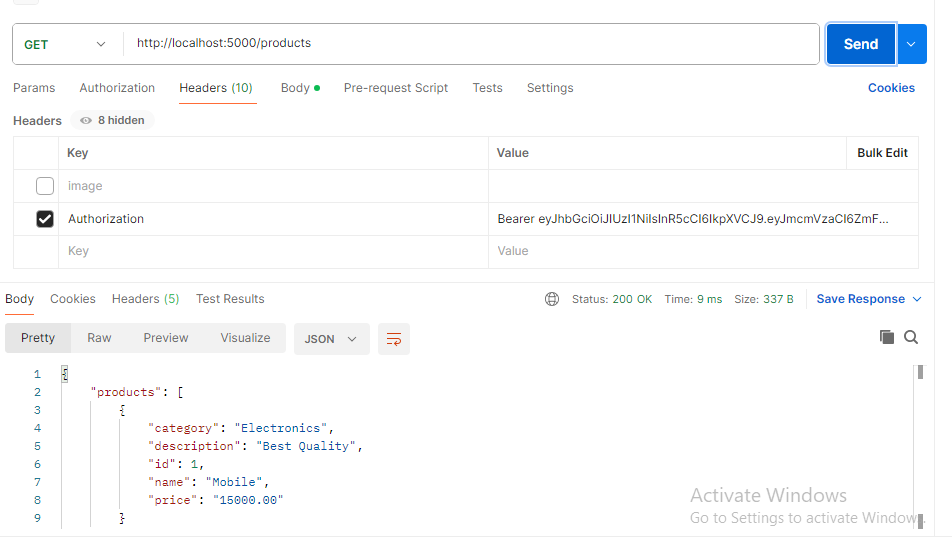 GET http://localhost:5000/products Send
Params Authorization Headers (10) Body Pre-request Script Tests Settings Cookies
Headers 8 hidden
Key Value Bulk Edit
image
Authorization Bearer eyJhbGciOiJIUzI1NiIsInR5cCI6IkpXVCJ9.eyJmcmVzaCI6ZmF...
Key Value
Body Cookies Headers (5) Test Results Status: 200 OK Time: 9 ms Size: 337 B Save Response
Pretty Raw Preview Visualize JSON
1 {
2 "products": [
3 {
4 "category": "Electronics",
5 "description": "Best Quality",
6 "id": 1,
7 "name": "Mobile",
8 "price": "15000.00"
9 }
Activate Windows
Go to Settings to activate Windows.